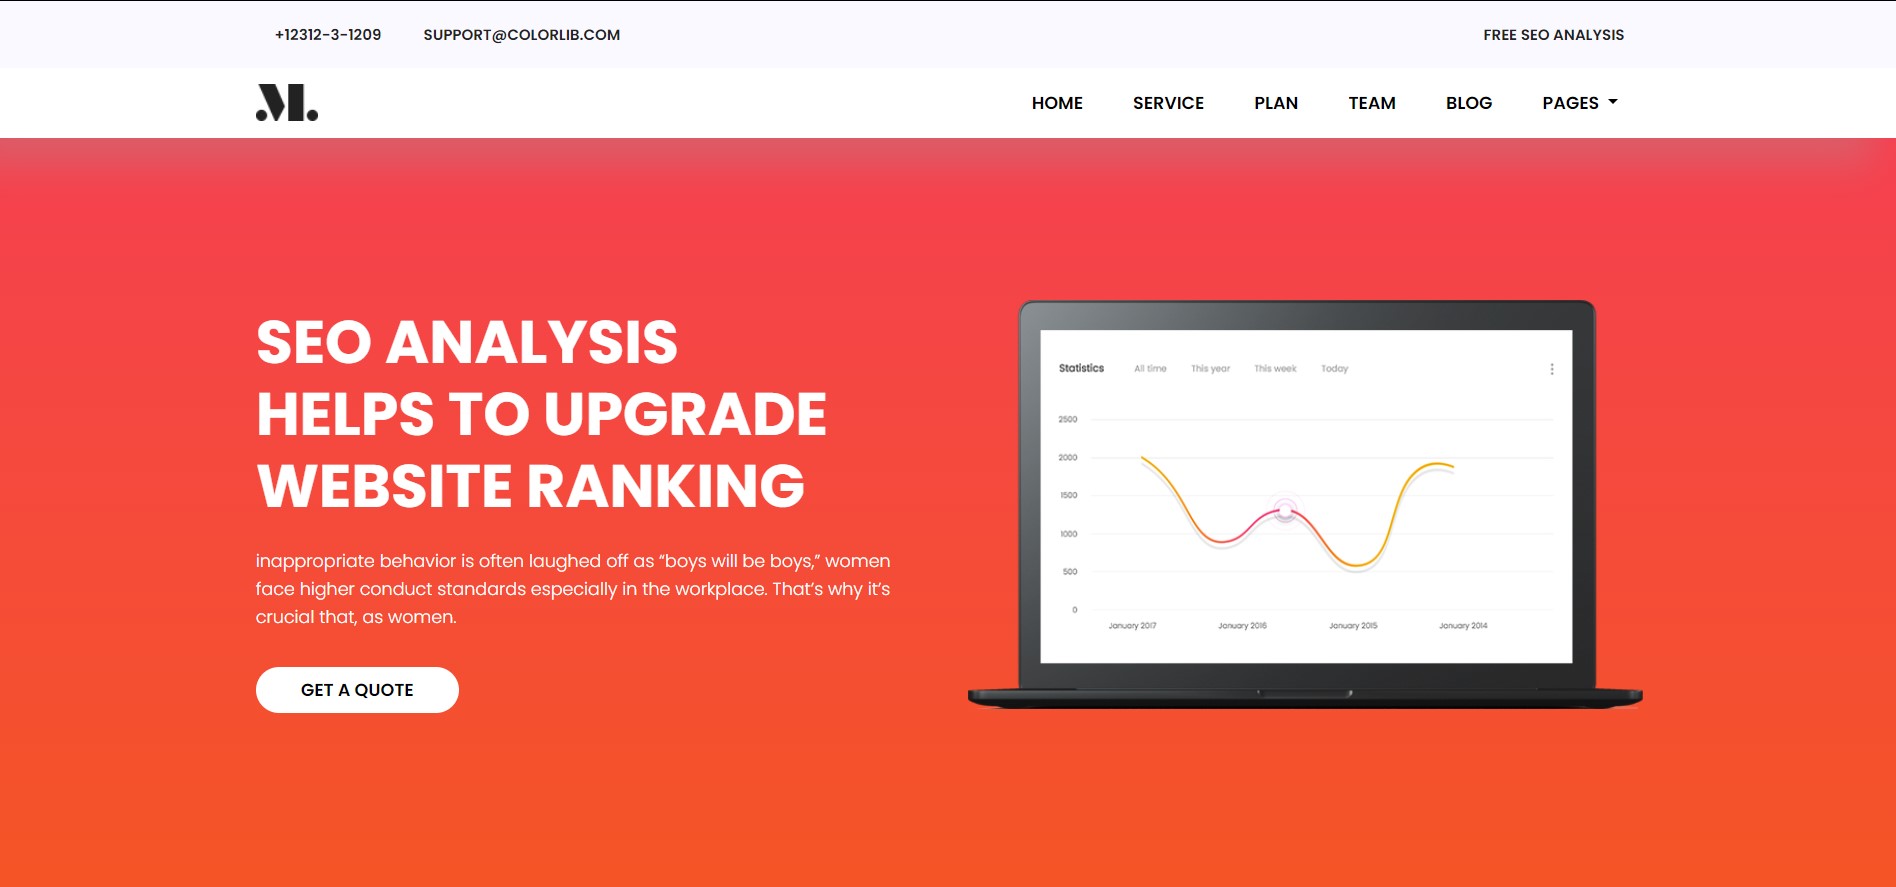 +12312-3-1209 SUPPORT@COLORLIB.COM FREE SEO ANALYSIS
M.
HOME SERVICE PLAN TEAM BLOG PAGES
SEO ANALYSIS
HELPS TO UPGRADE
WEBSITE RANKING
inappropriate behavior is often laughed off as “boys will be boys,” women
face higher conduct standards especially in the workplace. That’s why it’s
crucial that, as women.
GET A QUOTE
Statistics All time This year This week Today
2500
2000
1500
1000
500
0
January 2017 January 2016 January 2015 January 2014